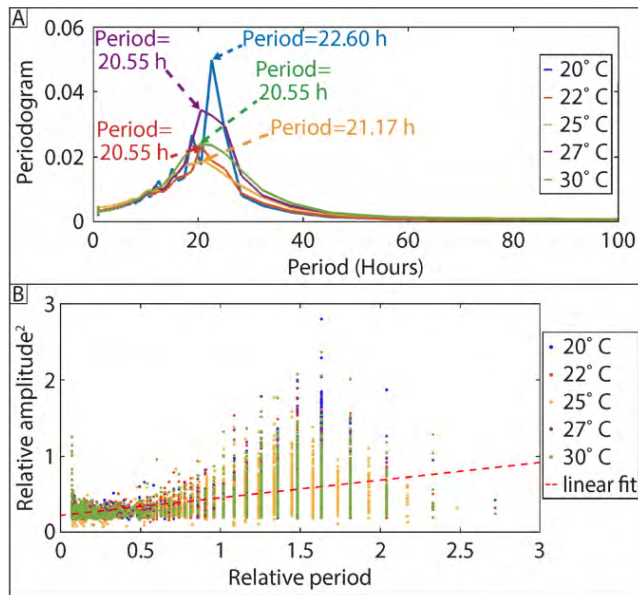 A
Period=
20.55 h
Period=22.60 h
Period=
20.55 h
Period=
20.55 h
Period=21.17 h
20° C
22° C
25° C
27° C
30° C
0.06
0.04
0.02
0
Periodogram
0 20 40 60 80 100
Period (Hours)
B
3
2
1
0
Relative amplitude²
20° C
22° C
25° C
27° C
30° C
linear fit
0 0.5 1 1.5 2 2.5 3
Relative period